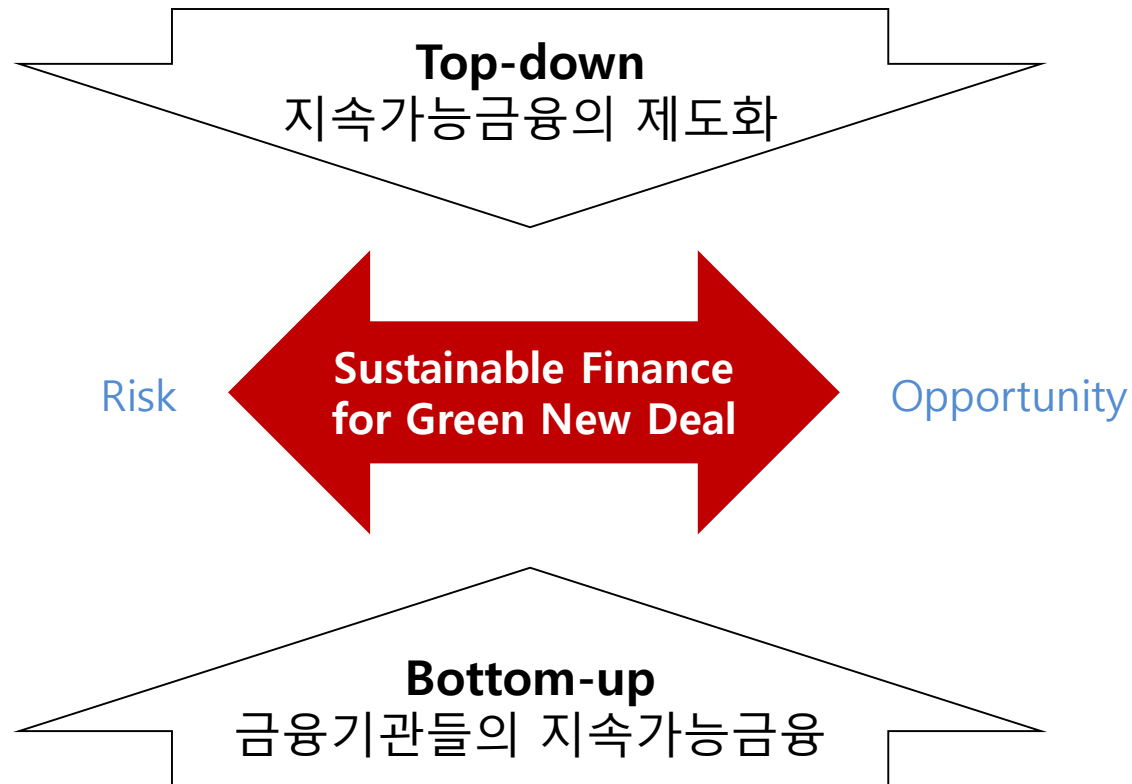 Top-down
지속가능금융의 제도화
Risk
Sustainable Finance
for Green New Deal
Opportunity
Bottom-up
금융기관들의 지속가능금융